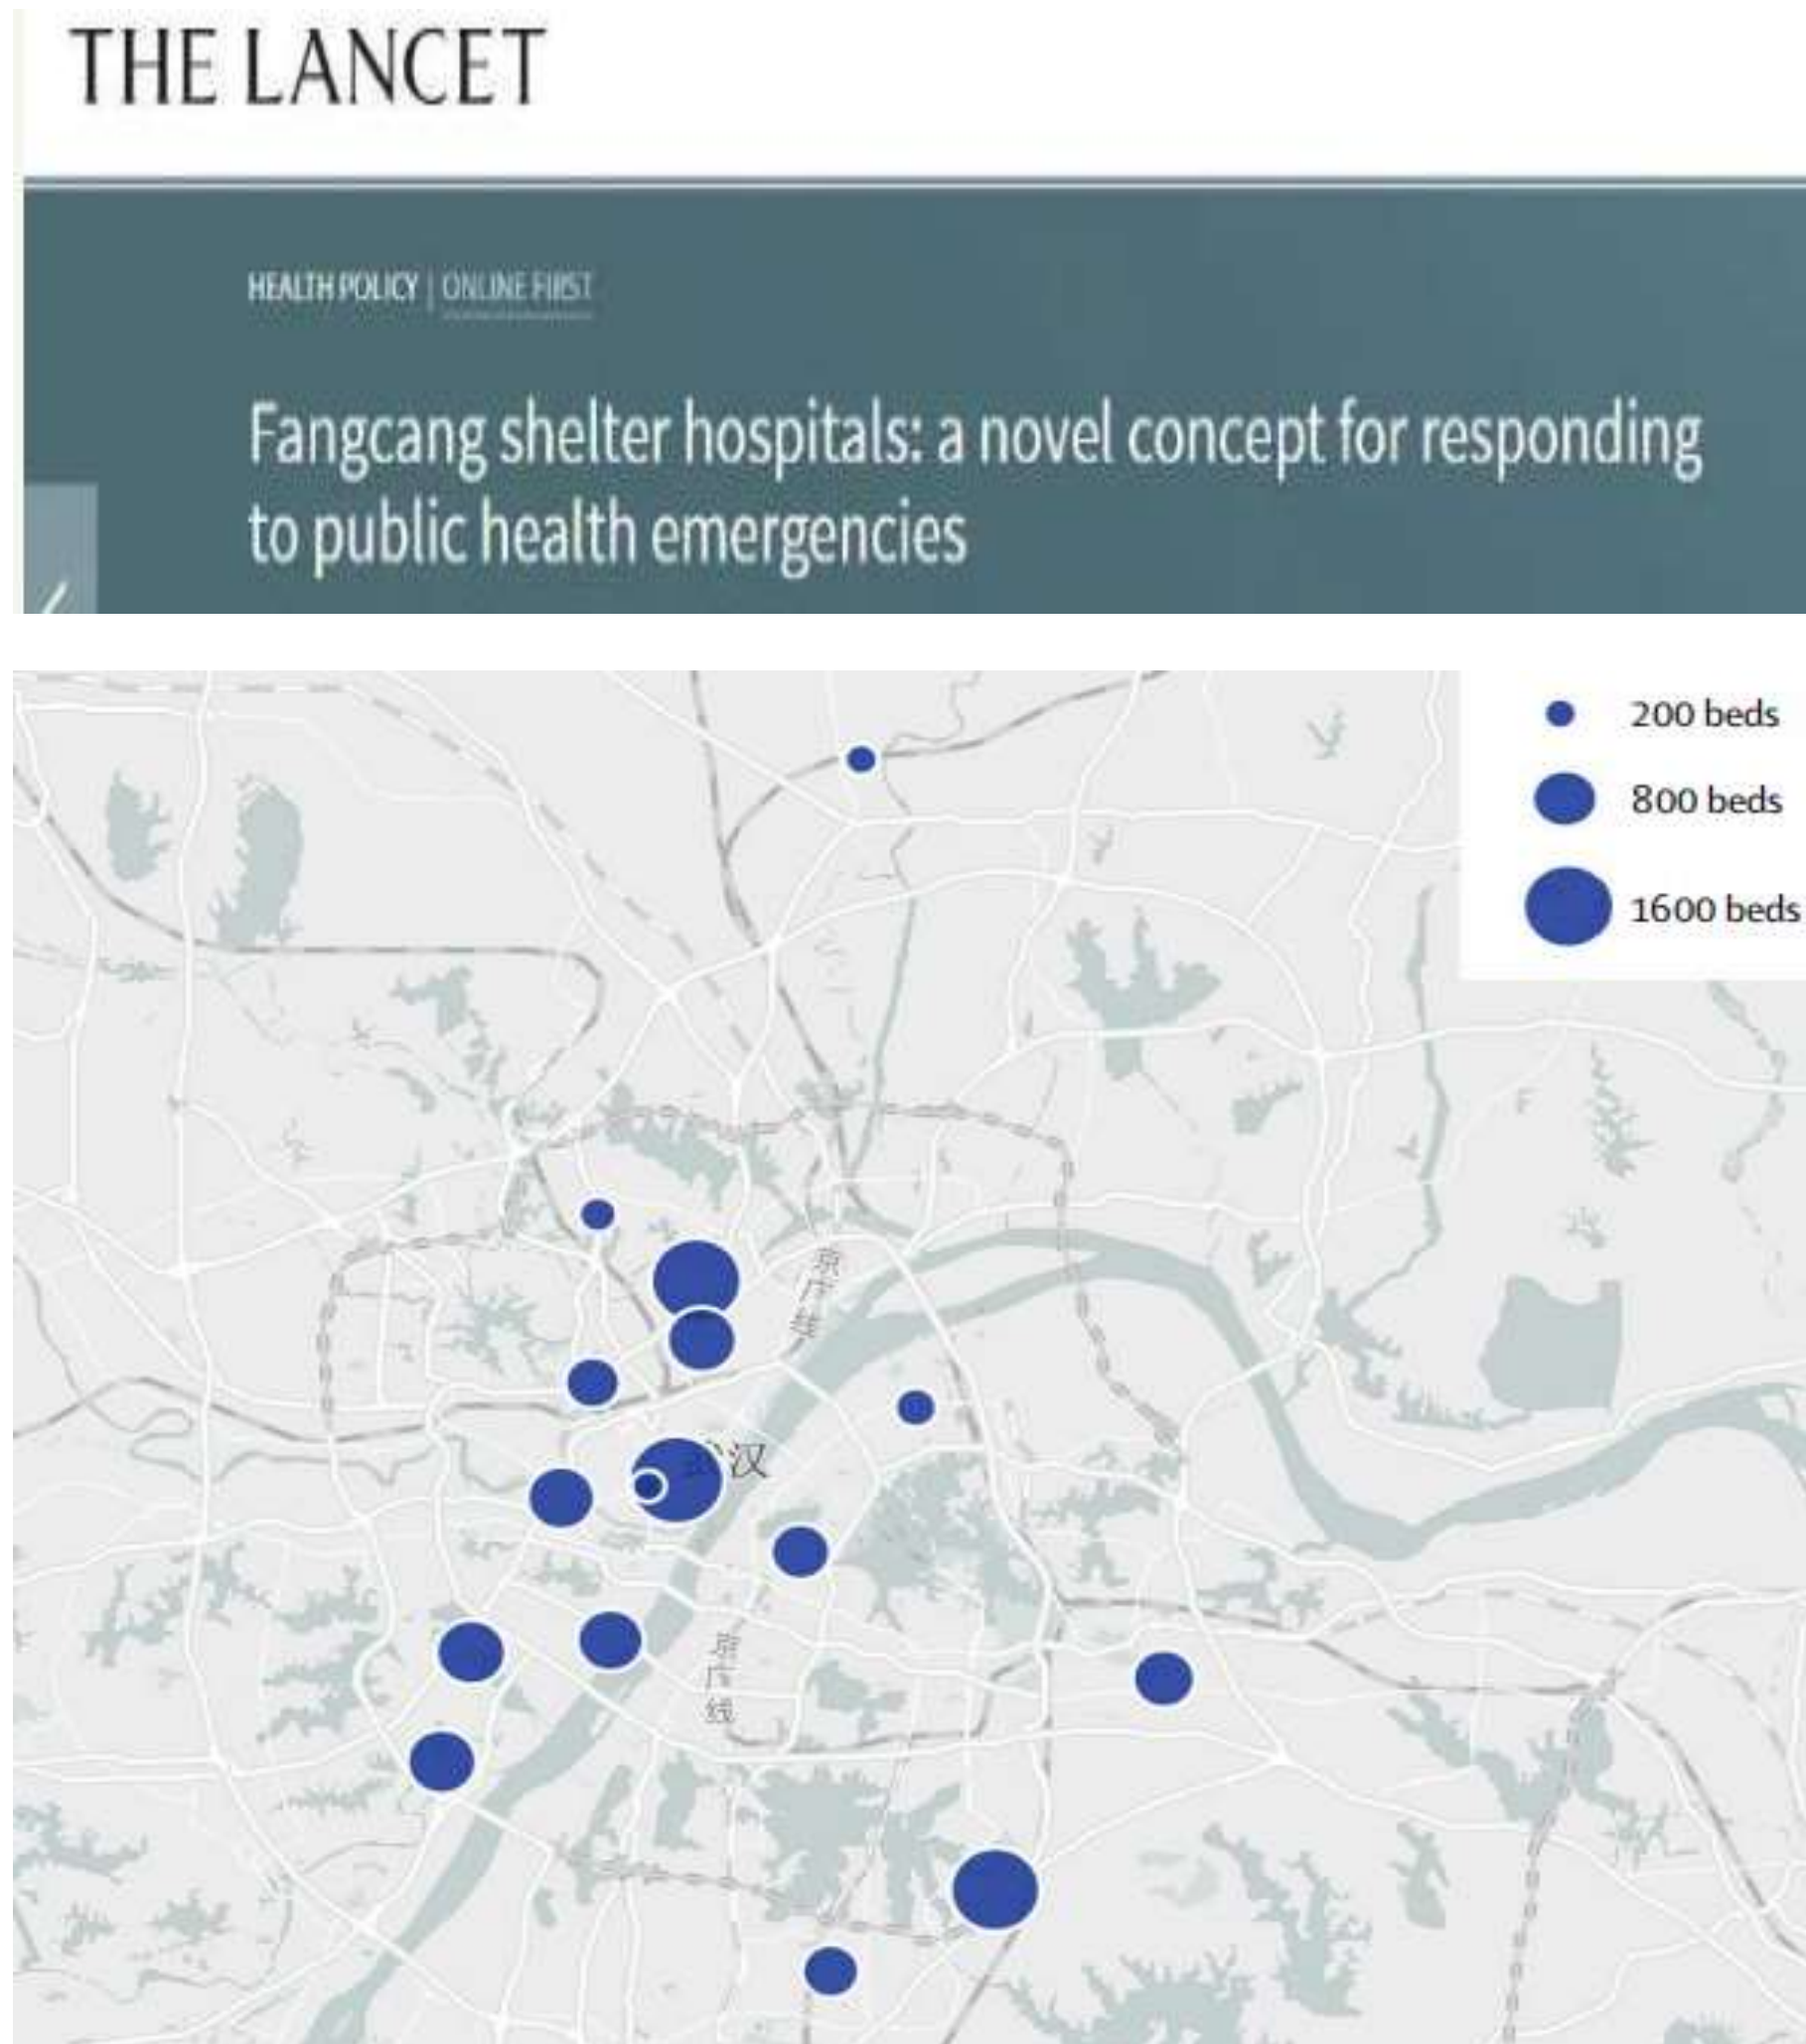 THE LANCET
HEALTH POLICY | ONLINE FIRST
Fangcang shelter hospitals: a novel concept for responding
to public health emergencies
200 beds
800 beds
1600 beds
京广线
武汉
京广线